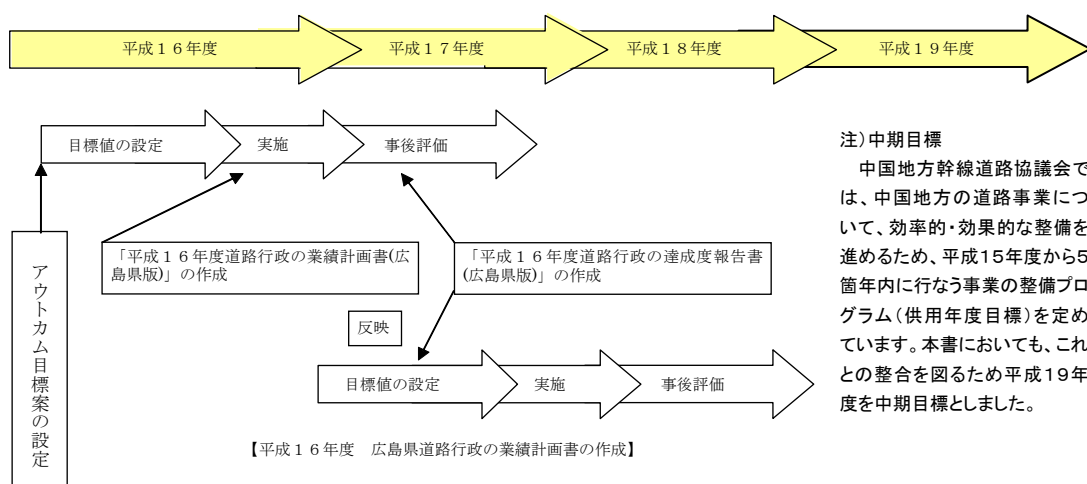 平成１６年度
平成１７年度
平成１８年度
平成１９年度
目標値の設定
実施
事後評価
注）中期目標
中国地方幹線道路協議会で
は、中国地方の道路事業につ
いて、効率的・効果的な整備を
進めるため、平成15年度から5
箇年内に行なう事業の整備プロ
グラム（供用年度目標）を定め
ています。本書においても、これ
との整合を図るため平成１９年
度を中期目標としました。
アウトカム目標案の設定
「平成１６年度道路行政の業績計画書(広
島県版)」の作成
「平成１６年度道路行政の達成度報告書
(広島県版)」の作成
反映
目標値の設定
実施
事後評価
【平成１６年度　広島県道路行政の業績計画書の作成】